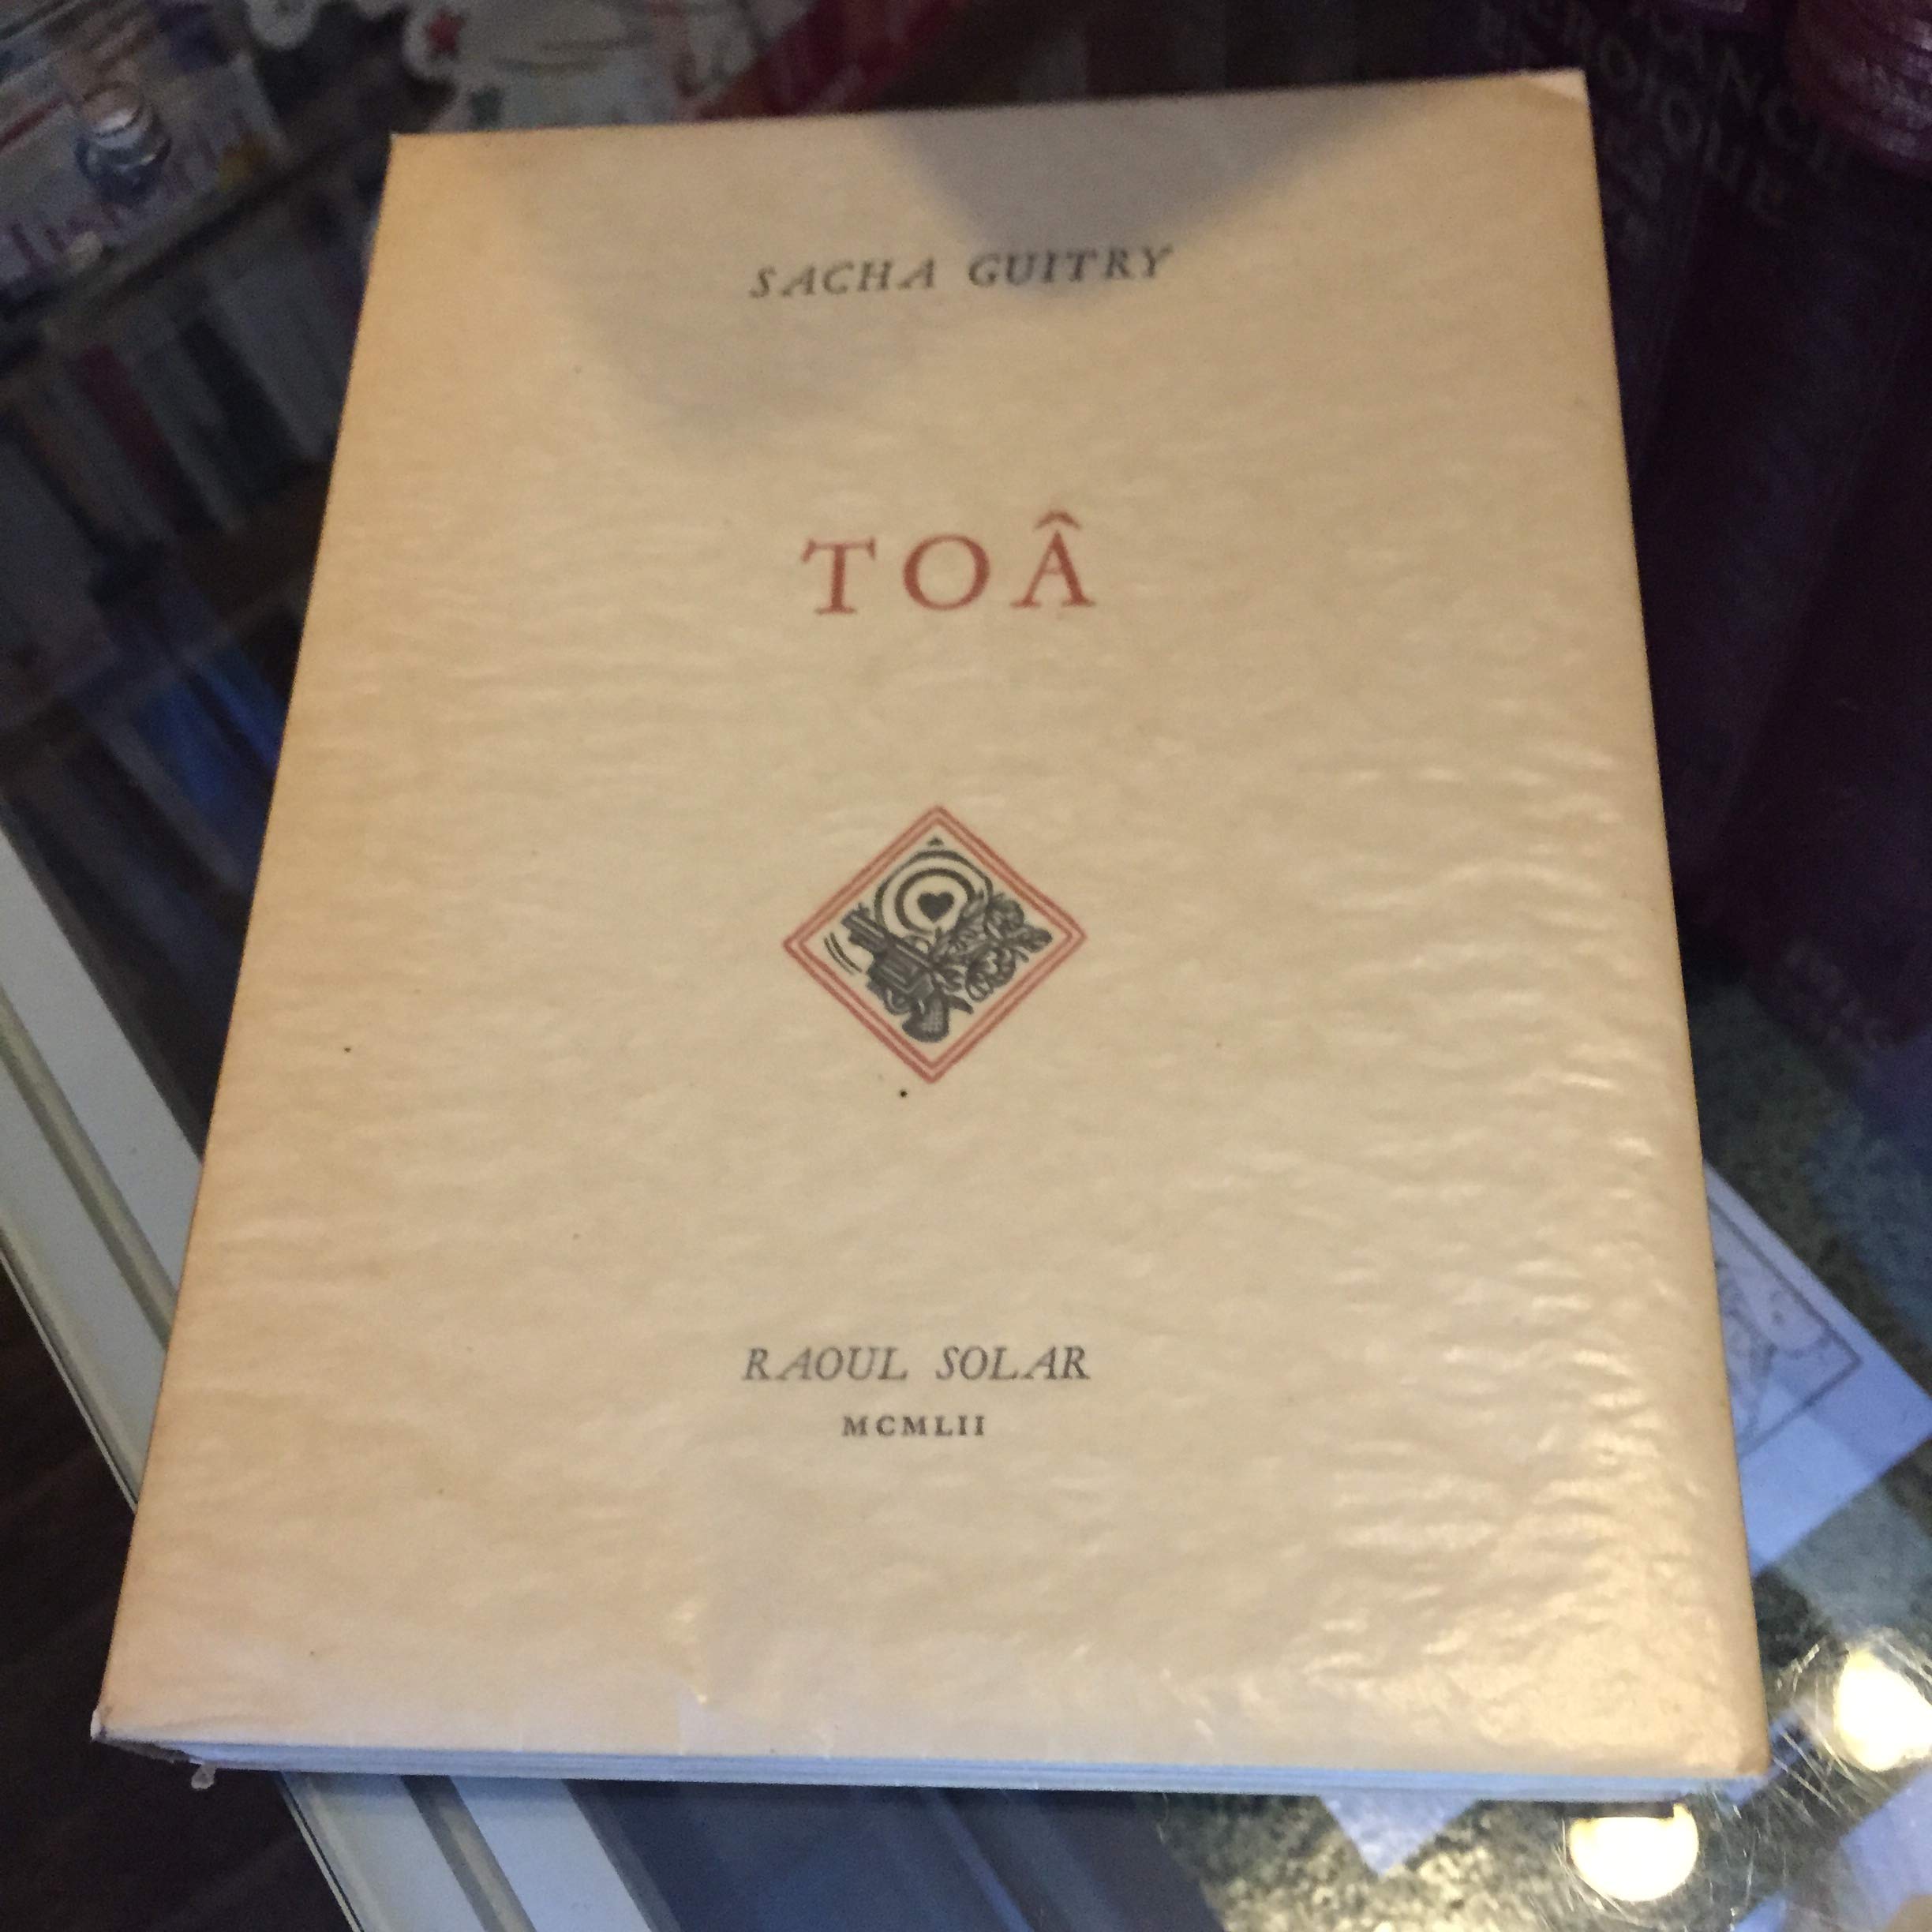 SACHA GUITRY
TOÂ
RAOUL SOLAR
MCMLII